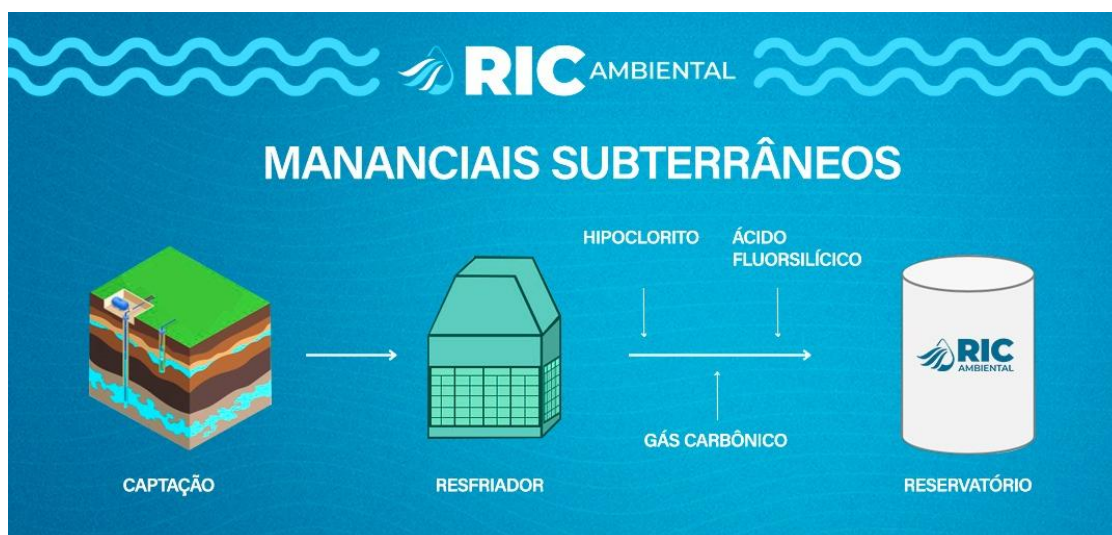 RIC AMBIENTAL
MANANCIAIS SUBTERRÂNEOS
HIPOCLORITO
ÁCIDO
FLUORSILÍCICO
GÁS CARBÔNICO
RIC
AMBIENTAL
CAPTAÇÃO
RESFRIADOR
RESERVATÓRIO